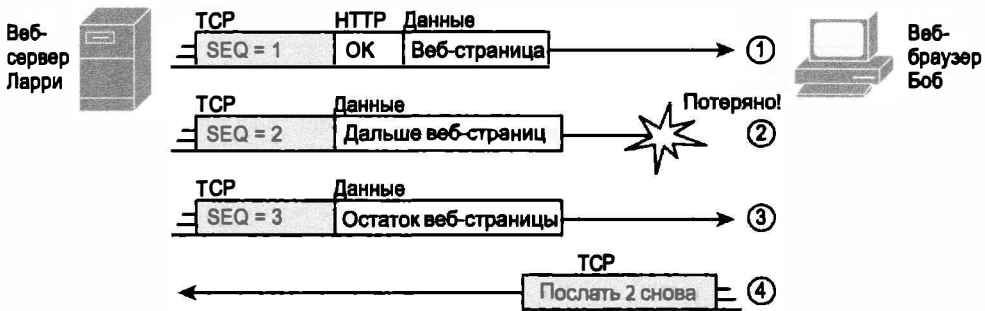 Веб-
сервер
Ларри
TCP HTTP Данные
SEQ = 1 OK Веб-страница
1
Веб-
браузер
Боб
TCP Данные
SEQ = 2 Дальше веб-страниц
Потеряно!
2
TCP Данные
SEQ = 3 Остаток веб-страницы
3
TCP
Послать 2 снова
4